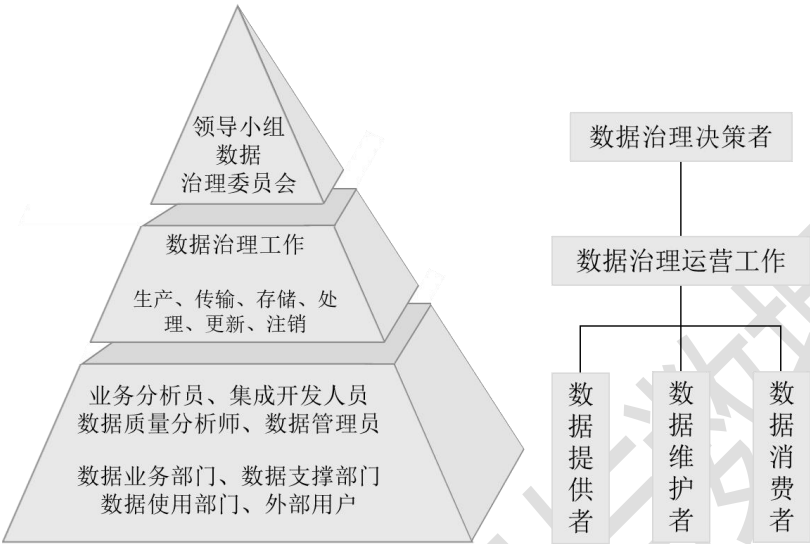 领导小组
数据
治理委员会
数据治理工作
生产、传输、存储、处
理、更新、注销
业务分析员、集成开发人员
数据质量分析师、数据管理员
数据业务部门、数据支撑部门
数据使用部门、外部用户
数据治理决策者
数据治理运营工作
数据提供者
数据维护者
数据消费者